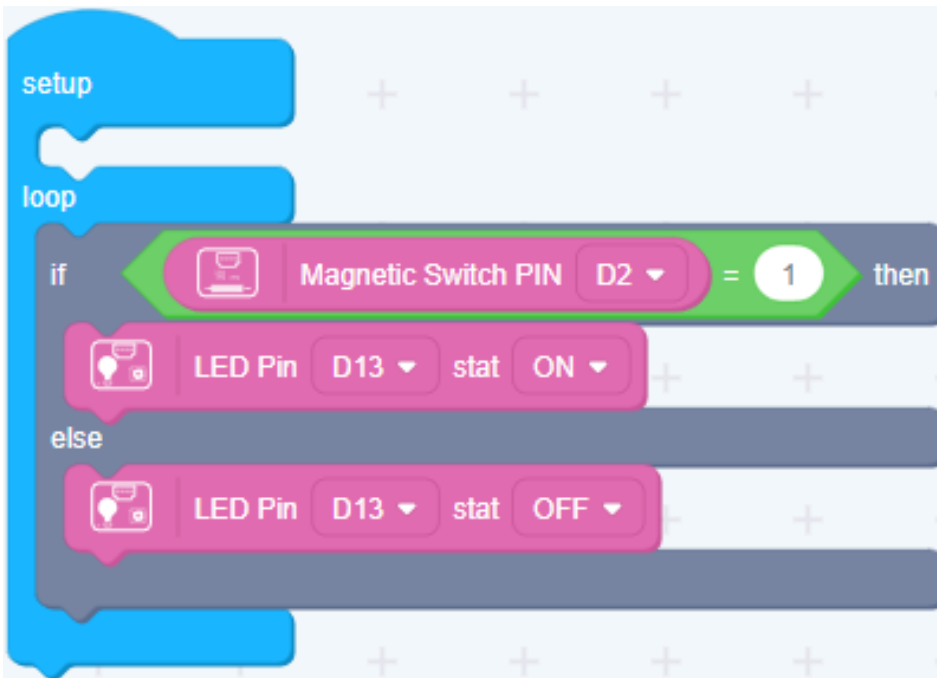 setup
loop
if Magnetic Switch PIN D2 = 1 then
LED Pin D13 stat ON
else
LED Pin D13 stat OFF